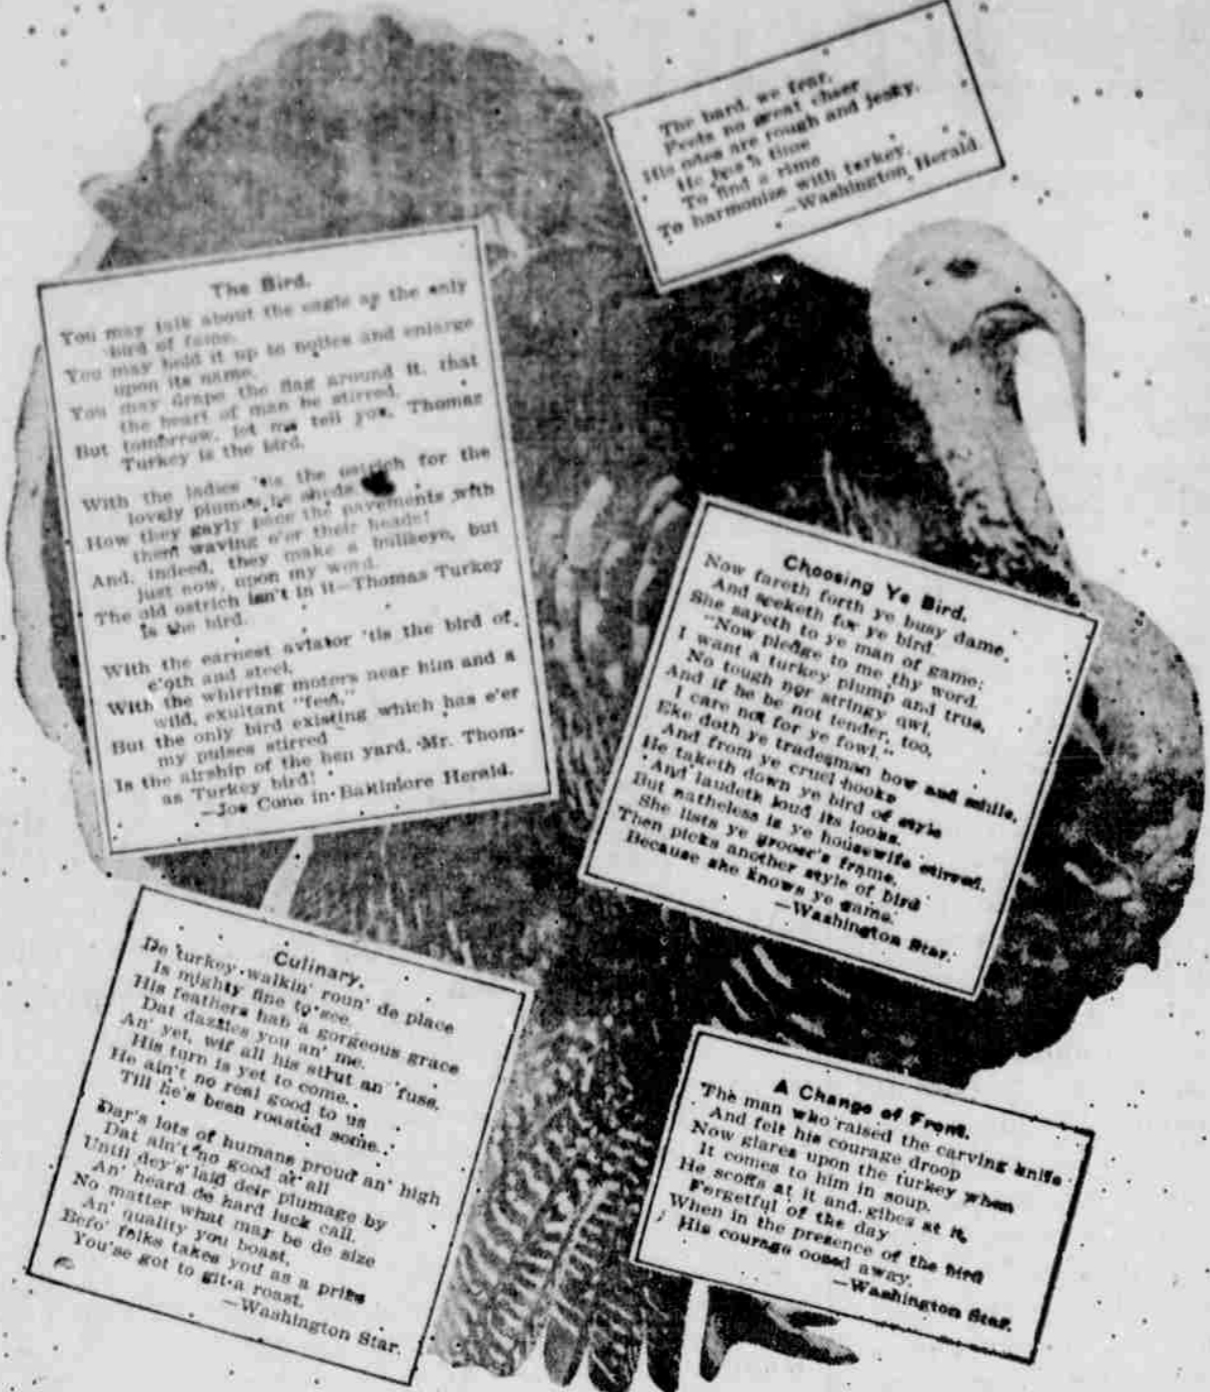 The bard, we fear,
Feels no great cheer
His odes are rough and jerky.
He hasn time
To find a rime
To harmonize with turkey.
—Washington Herald.
The Bird.
You may talk about the eagle as the only
bird of fame.
You may hold it up to notice and enlarge
upon its name.
You may drape the flag around it, that
the heart of man be stirred,
But tomorrow, let me tell you, Thomas
Turkey is the bird.
With the ladies 'tis the ostrich for the
lovely plumes he sheds
How they gayly pace the pavements with
them waving o'er their heads!
And, indeed, they make a bullseye, but
just now, upon my word.
The old ostrich isn't in it—Thomas Turkey
is the bird.
With the earnest aviator 'tis the bird of
cloth and steel,
With the whirring motors near him and a
wild, exultant "feel,"
But the only bird existing which has e'er
my pulses stirred
Is the airship of the hen yard, Mr. Thom-
as Turkey bird!
—Joe Cone in Baltimore Herald.
Choosing Ye Bird.
Now fareth forth ye busy dame,
And seeketh for ye bird.
She sayeth to ye man of game:
"Now pledge to me thy word.
I want a turkey plump and true,
No tough nor stringy owl,
And if he be not tender, too,
I care not for ye fowl."
Eke doth ye tradesman bow and smile,
And from ye cruel hooks
He taketh down ye bird of style
And laudeth loud its looks.
But natheless is ye housewife stirred.
She lists ye grocer's frame,
Then picks another style of bird
Because she knows ye game.
—Washington Star.
Culinary.
De turkey walkin' roun' de place
Is mighty fine to see.
His feathers hab a gorgeous grace
Dat dazzles you an' me.
An' yet, wif all his strut an' fuss,
His turn is yet to come.
He ain't no real good to us
Till he's been roasted some.
Dar's lots of humans proud an' high
Dat ain't no good at all
Until dey's laid deir plumage by
An' heard de hard luck call.
No matter what may be de size
An' quality you boast,
Befo' folks takes you as a prize
You'se got to git a roast.
—Washington Star.
A Change of Front.
The man who raised the carving knife
And felt his courage droop
Now glares upon the turkey when
It comes to him in soup.
He scoffs at it and gibes at it,
Fergetful of the day
When in the presence of the bird
His courage oozed away.
—Washington Star.